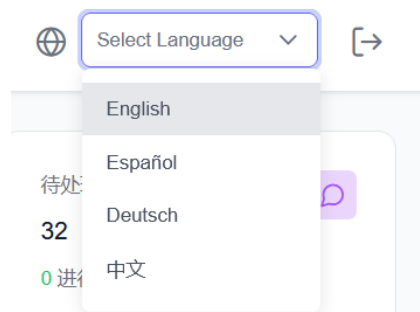 Select Language
English
Español
待处
Deutsch
32
中文
0 进